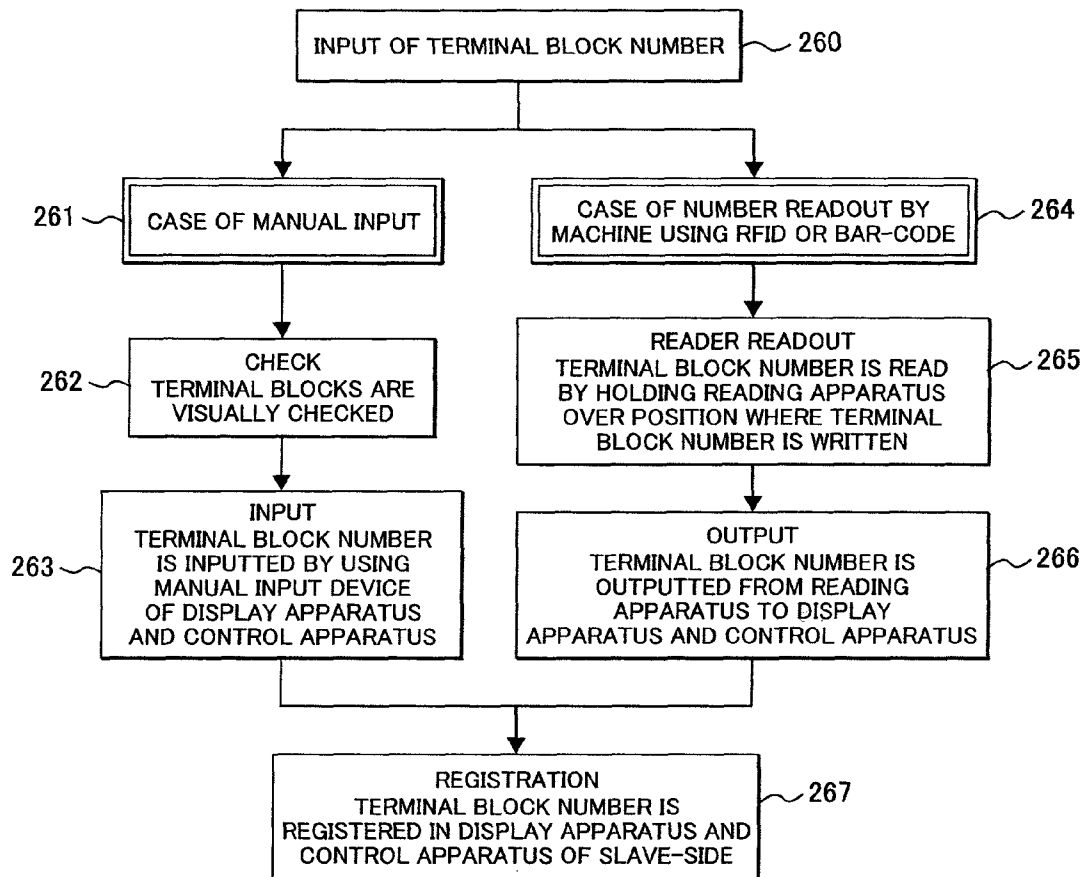 INPUT OF TERMINAL BLOCK NUMBER
260
261
CASE OF MANUAL INPUT
CASE OF NUMBER READOUT BY
MACHINE USING RFID OR BAR-CODE
264
262
CHECK
TERMINAL BLOCKS ARE
VISUALLY CHECKED
READER READOUT
TERMINAL BLOCK NUMBER IS READ
BY HOLDING READING APPARATUS
OVER POSITION WHERE TERMINAL
BLOCK NUMBER IS WRITTEN
265
263
INPUT
TERMINAL BLOCK NUMBER
IS INPUTTED BY USING
MANUAL INPUT DEVICE
OF DISPLAY APPARATUS
AND CONTROL APPARATUS
OUTPUT
TERMINAL BLOCK NUMBER IS
OUTPUTTED FROM READING
APPARATUS TO DISPLAY
APPARATUS AND CONTROL APPARATUS
266
REGISTRATION
TERMINAL BLOCK NUMBER IS
REGISTERED IN DISPLAY APPARATUS AND
CONTROL APPARATUS OF SLAVE-SIDE
267